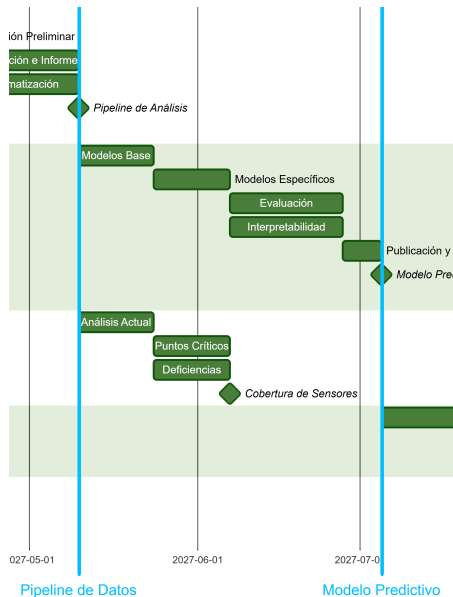 ión Preliminar
ción e Informe
matización
Pipeline de Análisis
Modelos Base
Modelos Específicos
Evaluación
Interpretabilidad
Publicación y
Modelo Pred
Análisis Actual
Puntos Críticos
Deficiencias
Cobertura de Sensores
027-05-01
2027-06-01
2027-07-0
Pipeline de Datos
Modelo Predictivo